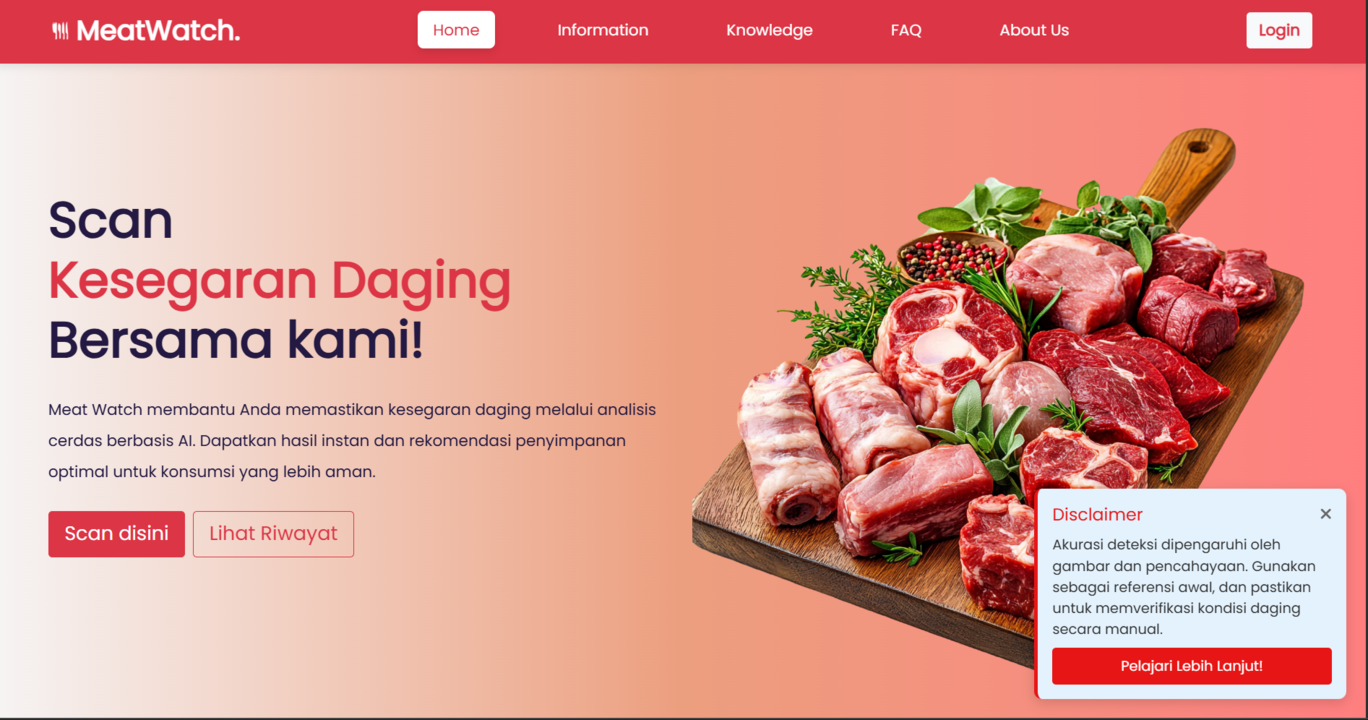 MeatWatch.
Home
Information
Knowledge
FAQ
About Us
Login
Scan
Kesegaran Daging
Bersama kami!
Meat Watch membantu Anda memastikan kesegaran daging melalui analisis
cerdas berbasis AI. Dapatkan hasil instan dan rekomendasi penyimpanan
optimal untuk konsumsi yang lebih aman.
Scan disini
Lihat Riwayat
Disclaimer
×
Akurasi deteksi dipengaruhi oleh
gambar dan pencahayaan. Gunakan
sebagai referensi awal, dan pastikan
untuk memverifikasi kondisi daging
secara manual.
Pelajari Lebih Lanjut!